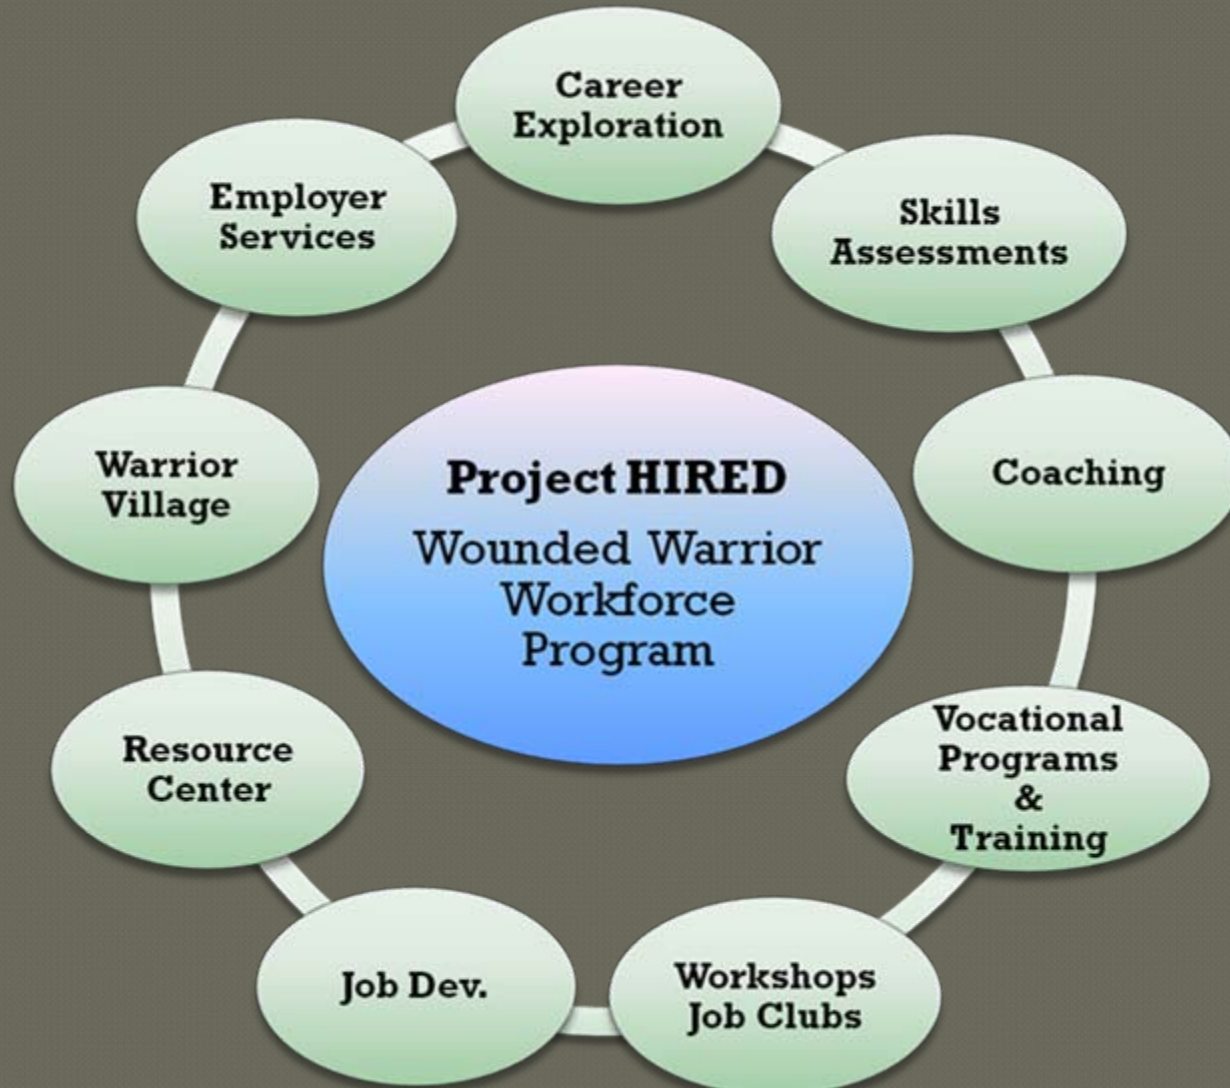 Career
Exploration
Skills
Assessments
Coaching
Vocational
Programs
&
Training
Workshops
Job Clubs
Job Dev.
Resource
Center
Warrior
Village
Employer
Services
Project HIRED
Wounded Warrior
Workforce
Program